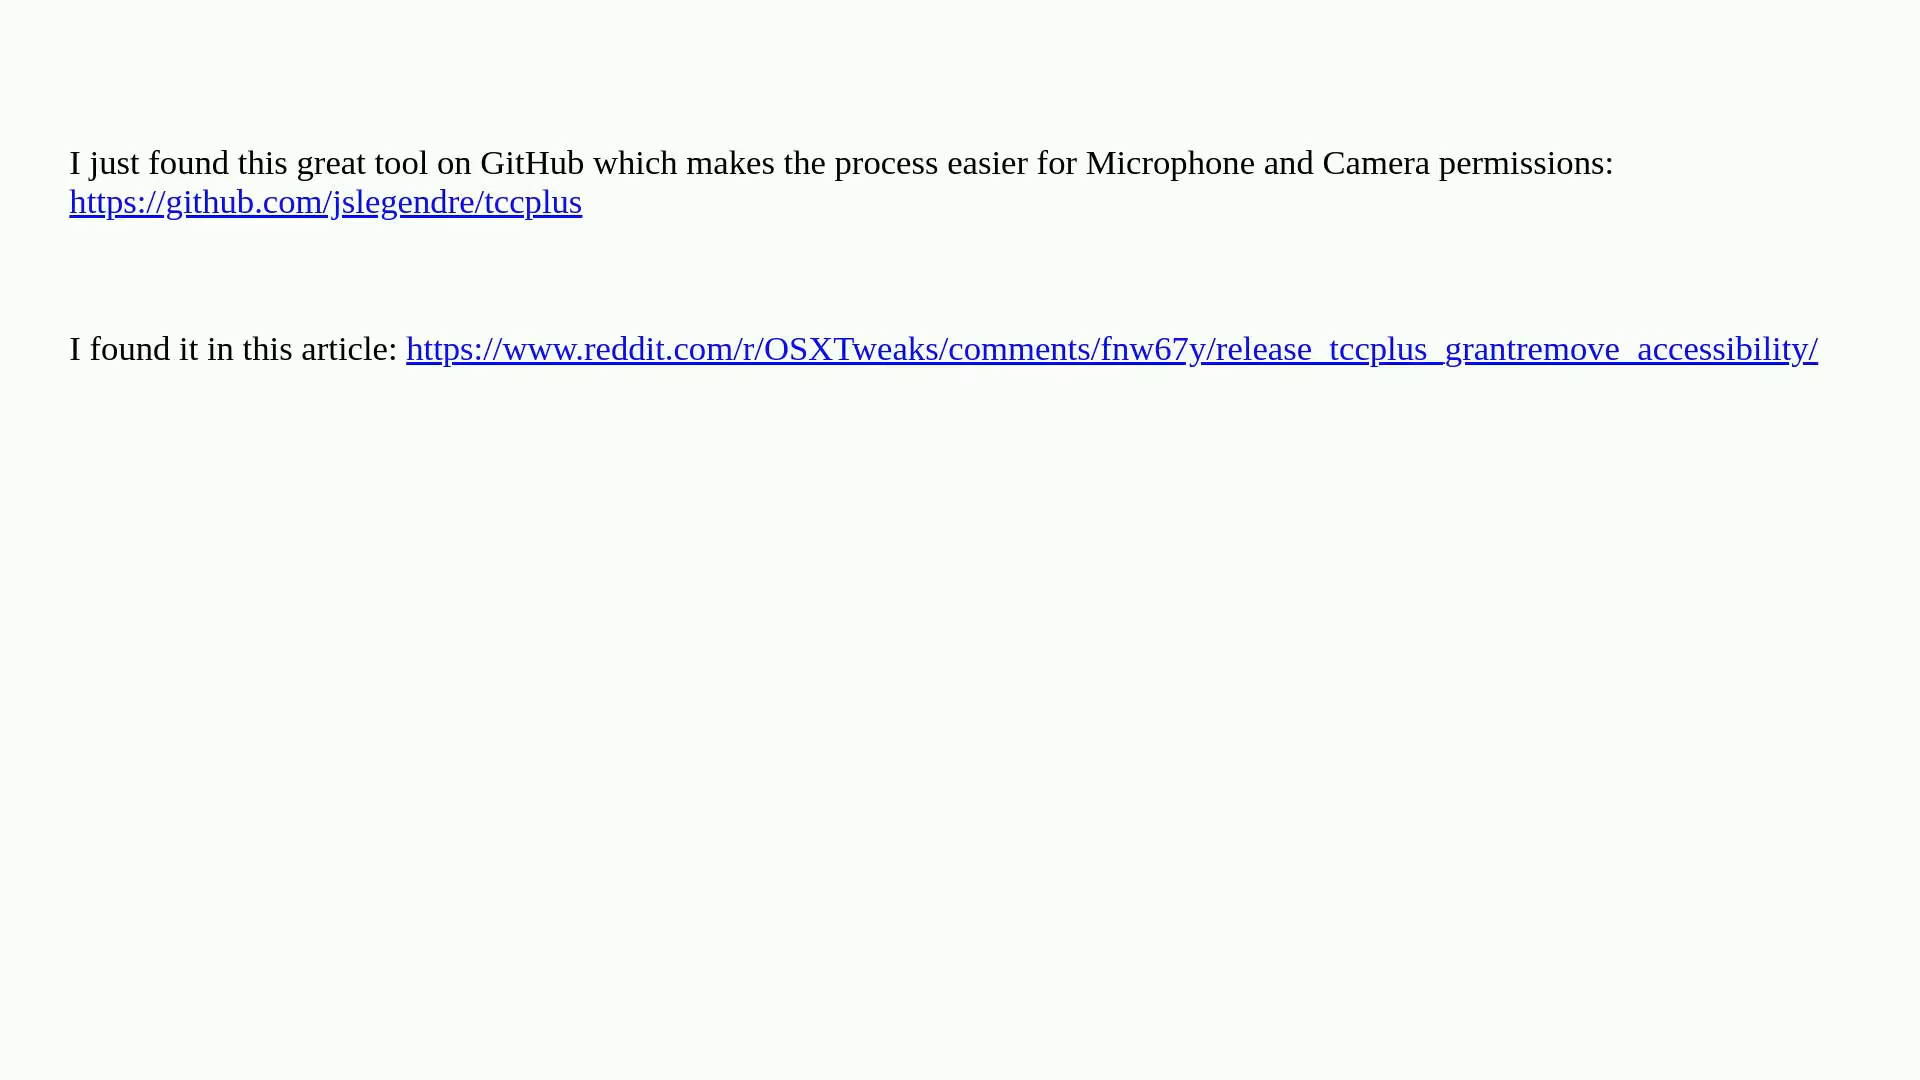 I just found this great tool on GitHub which makes the process easier for Microphone and Camera permissions:
https://github.com/jslegendre/tccplus
I found it in this article: https://www.reddit.com/r/OSXTweaks/comments/fnw67y/release_tccplus_grantremove_accessibility/